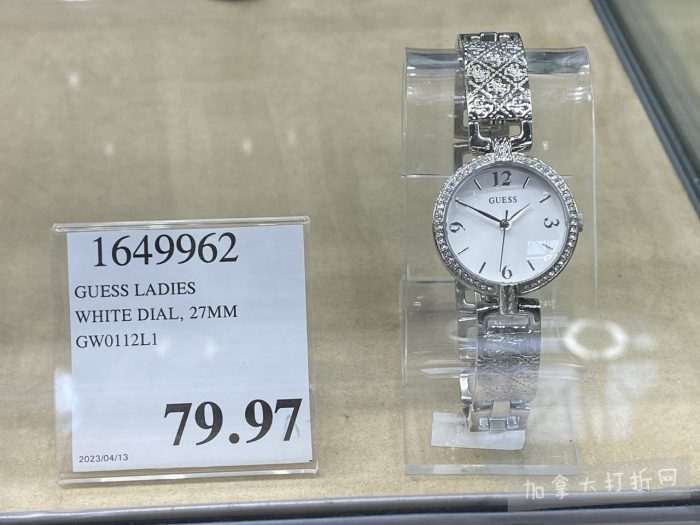 1649962
GUESS LADIES
WHITE DIAL, 27MM
GW0112L1
79.97
2023/04/13
12
GUESS
9
3
6
加拿大打折网